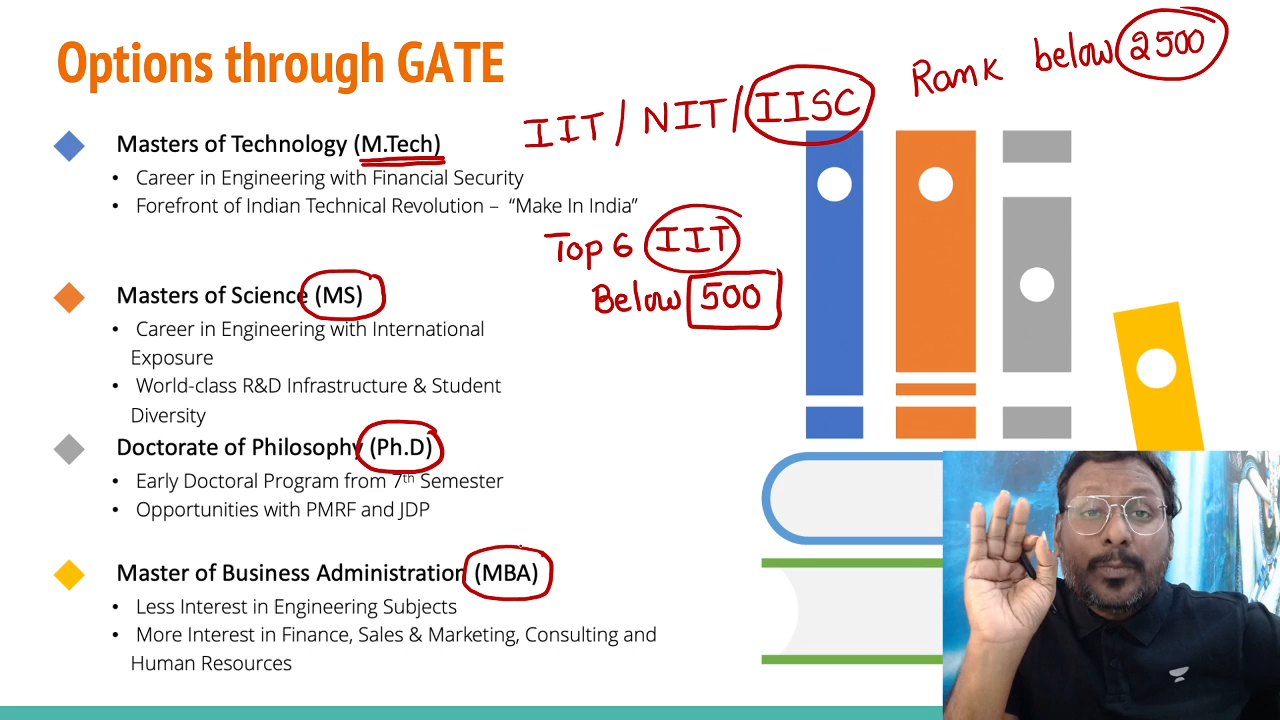 Options through GATE
Rank below 2500
IIT / NIT / IISC
Masters of Technology (M.Tech)
• Career in Engineering with Financial Security
• Forefront of Indian Technical Revolution – “Make In India”
Top 6 IIT
Below 500
Masters of Science (MS)
• Career in Engineering with International
Exposure
• World-class R&D Infrastructure & Student
Diversity
Doctorate of Philosophy (Ph.D)
• Early Doctoral Program from 7th Semester
• Opportunities with PMRF and JDP
Master of Business Administration (MBA)
• Less Interest in Engineering Subjects
• More Interest in Finance, Sales & Marketing, Consulting and
Human Resources